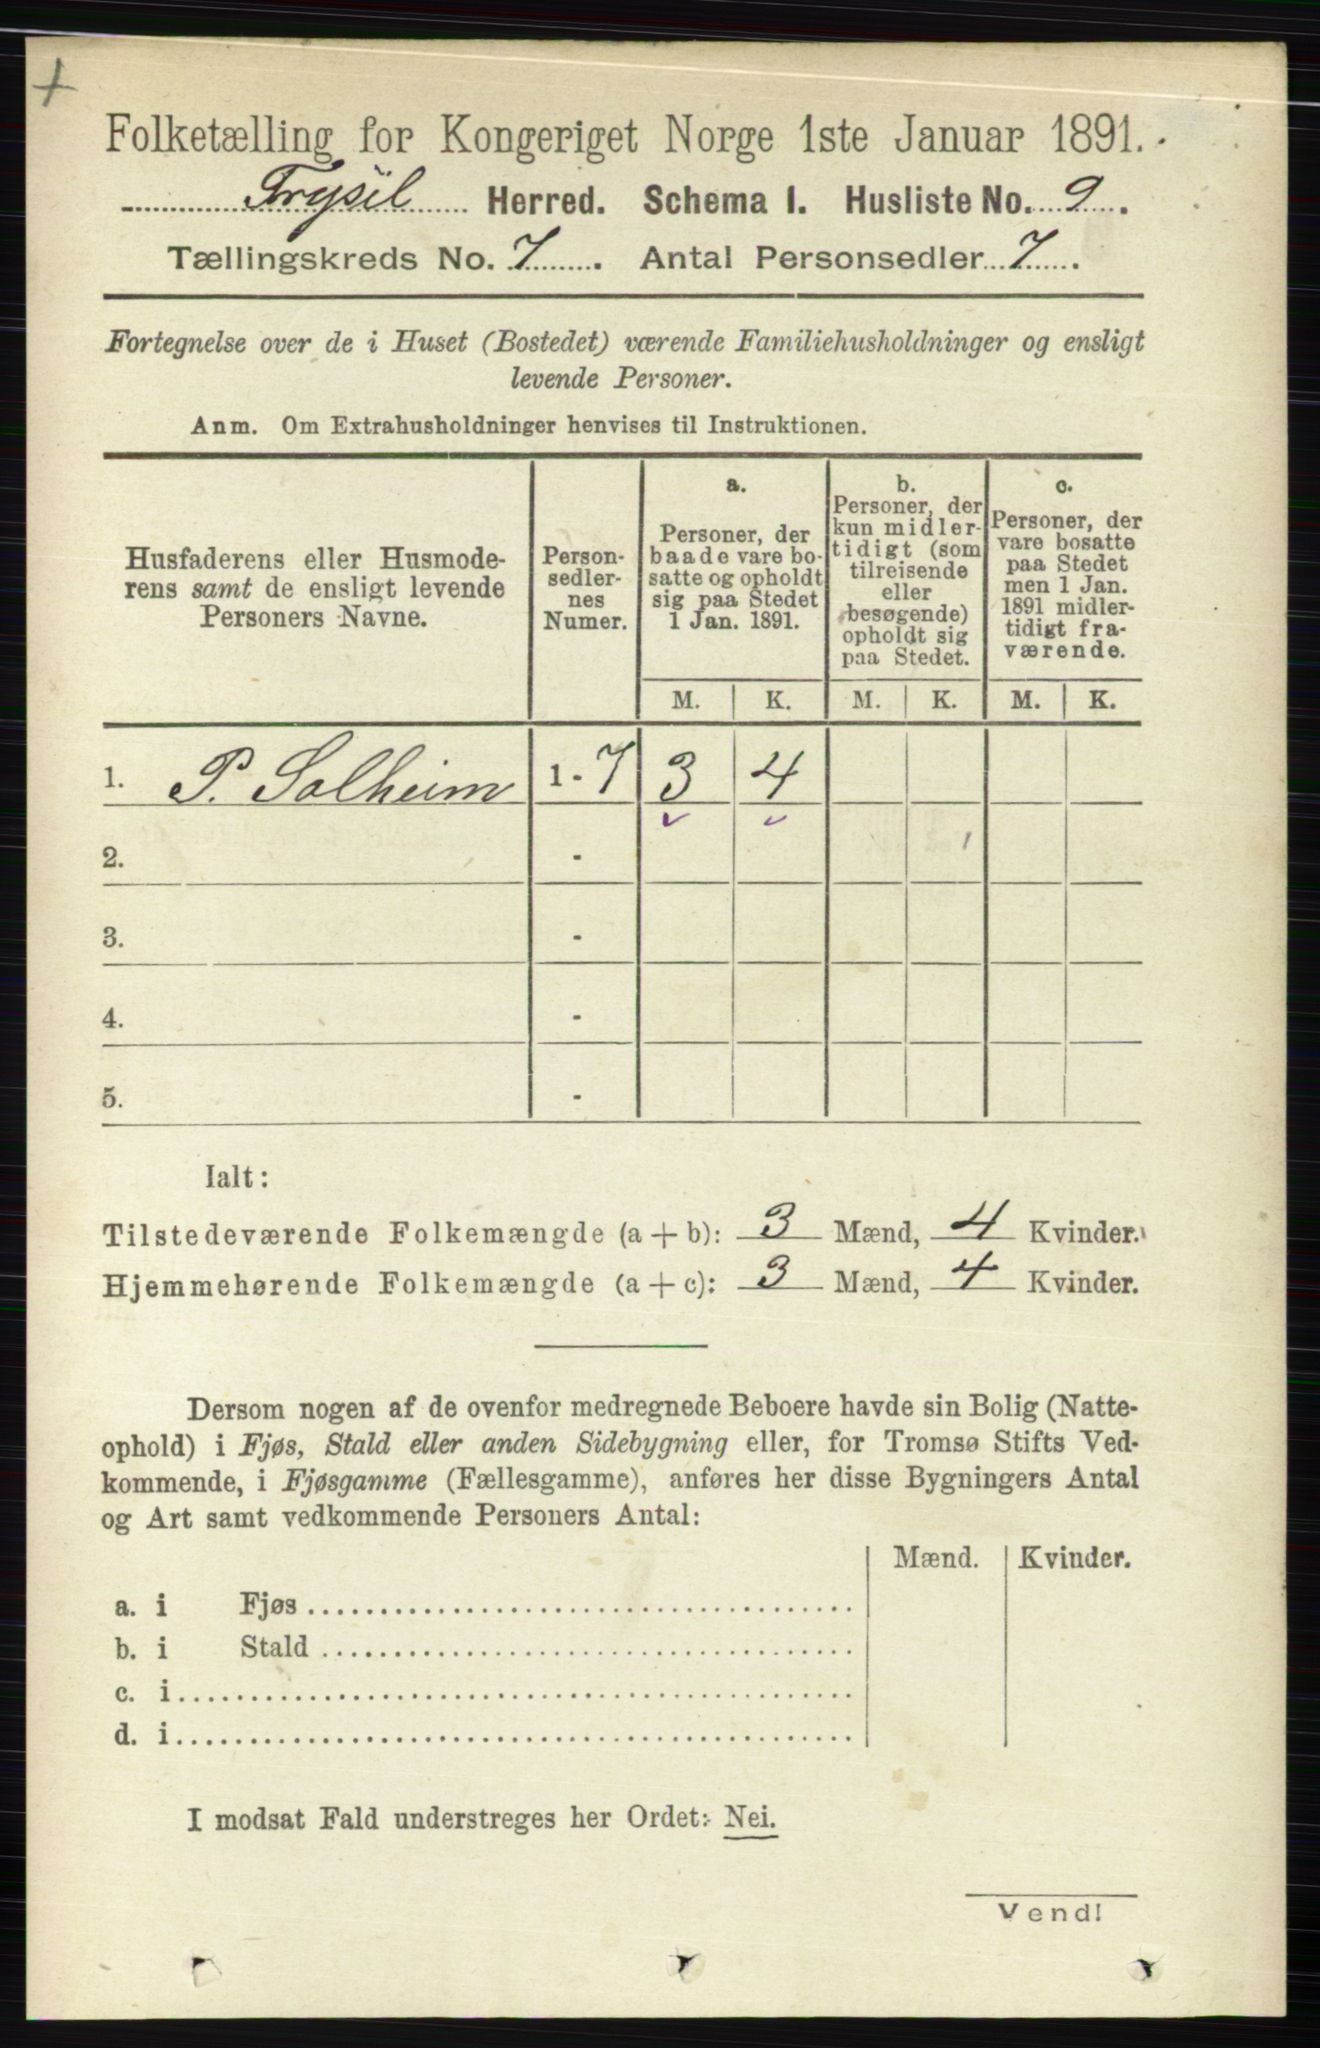 Folketælling for Kongeriget Norge 1ste Januar 1891.
Trysil Herred. Schema I. Husliste No. 9.
Tællingskreds No. 7. Antal Personsedler 7.
Fortegnelse over de i Huset (Bostedet) værende Familiehusholdninger og ensligt
levende Personer.
Anm. Om Extrahusholdninger henvises til Instruktionen.
Husfaderens eller Husmode-
rens samt de ensligt levende
Personers Navne.
Person-
sedler-
nes
Numer.
a.
Personer, der
baade vare bo-
satte og opholdt
sig paa Stedet
1 Jan. 1891.
b.
Personer, der
kun midler-
tidigt (som
tilreisende
eller
besøgende)
opholdt sig
paa Stedet.
c.
Personer, der
vare bosatte
paa Stedet
men 1 Jan.
1891 midler-
tidigt fra-
værende.
M. K. M. K. M. K.
1. P. Solheim 1 - 7 3 4
2. -
3. -
4. -
5. -
Ialt:
Tilstedeværende Folkemængde (a + b): 3 Mænd, 4 Kvinder.
Hjemmehørende Folkemængde (a + c): 3 Mænd, 4 Kvinder.
Dersom nogen af de ovenfor medregnede Beboere havde sin Bolig (Natte-
ophold) i Fjøs, Stald eller anden Sidebygning eller, for Tromsø Stifts Ved-
kommende, i Fjøsgamme (Fællesgamme), anføres her disse Bygningers Antal
og Art samt vedkommende Personers Antal:
Mænd. Kvinder.
a. i Fjøs
b. i Stald
c. i
d. i
I modsat Fald understreges her Ordet: Nei.
Vend!